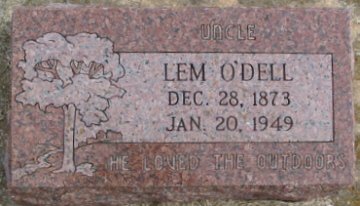 UNCLE
LEM O'DELL
DEC. 28, 1873
JAN. 20, 1949
HE LOVED THE OUTDOORS